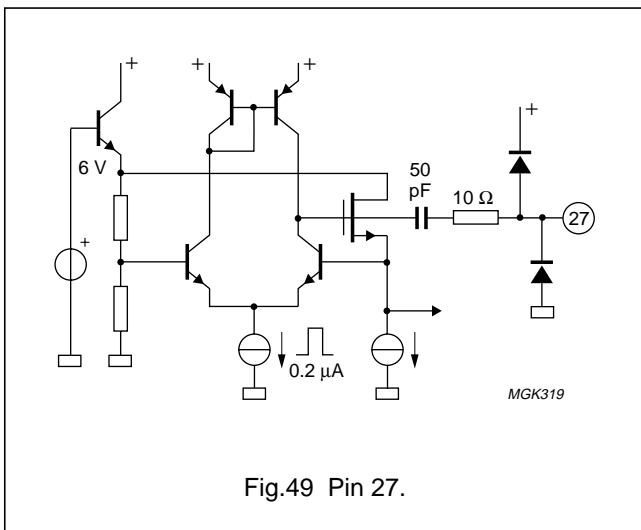 +
+ +
6 V
50
pF
10 Ω
+
27
+
0.2 μA
MGK319
Fig.49 Pin 27.